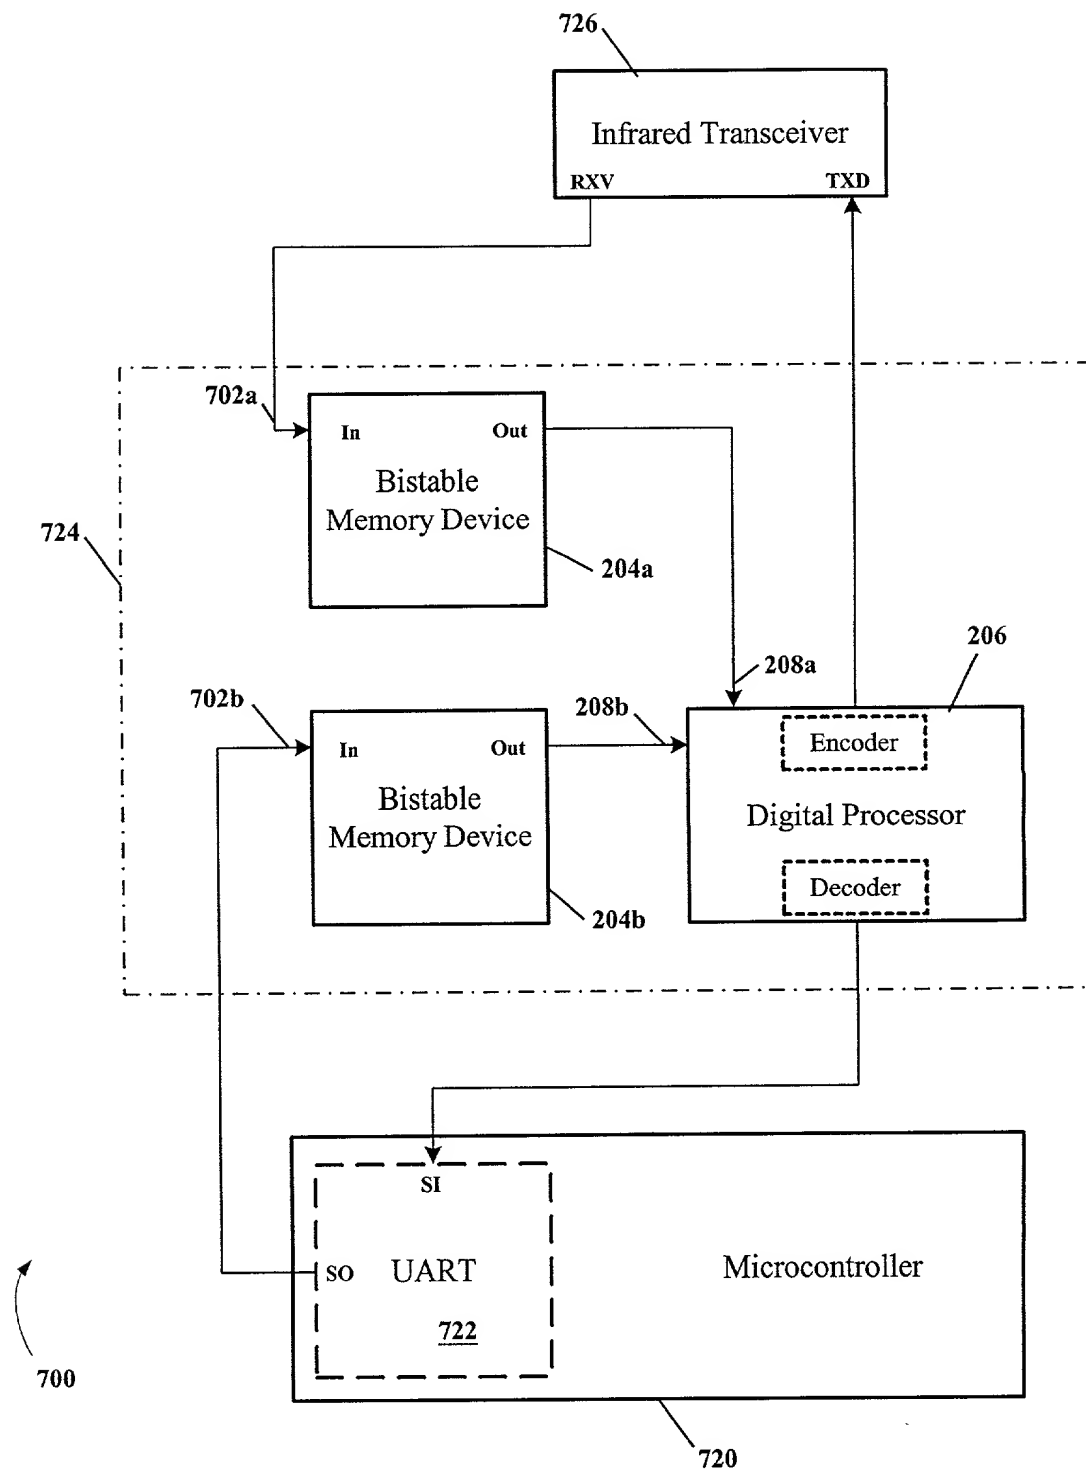 726
Infrared Transceiver
RXV TXD
702a
In Out
Bistable
Memory Device
724
204a
206
208a
702b
208b
In Out
Encoder
Bistable
Memory Device
Digital Processor
Decoder
204b
SI
SO UART
Microcontroller
722
700
720